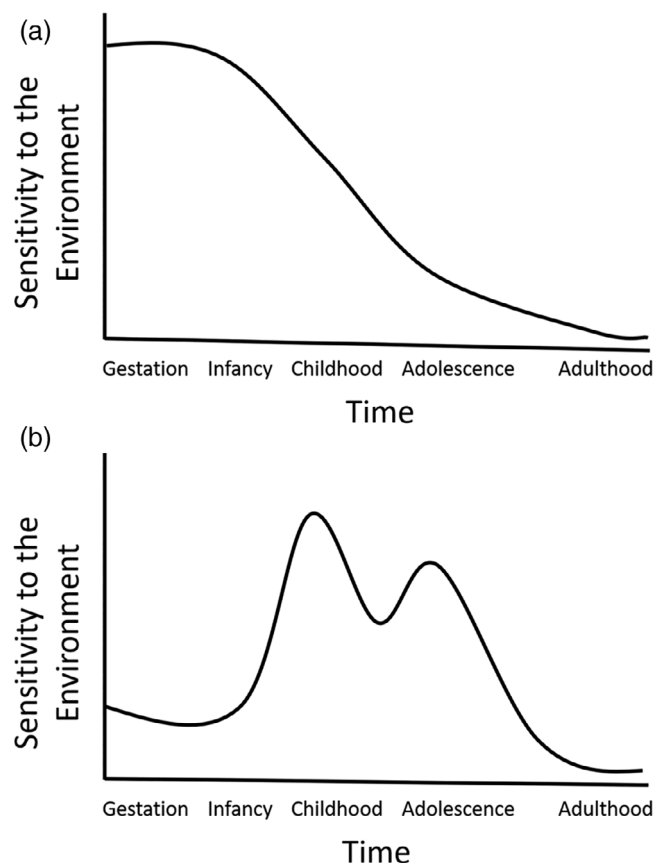 (a)
Sensitivity to the
Environment
Gestation Infancy Childhood Adolescence Adulthood
Time
(b)
Sensitivity to the
Environment
Gestation Infancy Childhood Adolescence Adulthood
Time